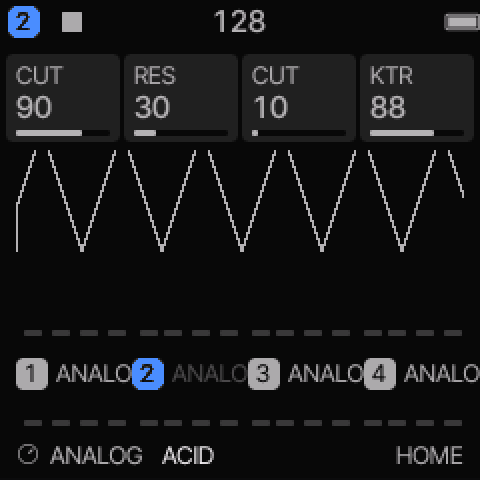 2 128
CUT RES CUT KTR
90 30 10 88
1 ANALO 2 ANALO 3 ANALO 4 ANALO
ANALOG ACID HOME